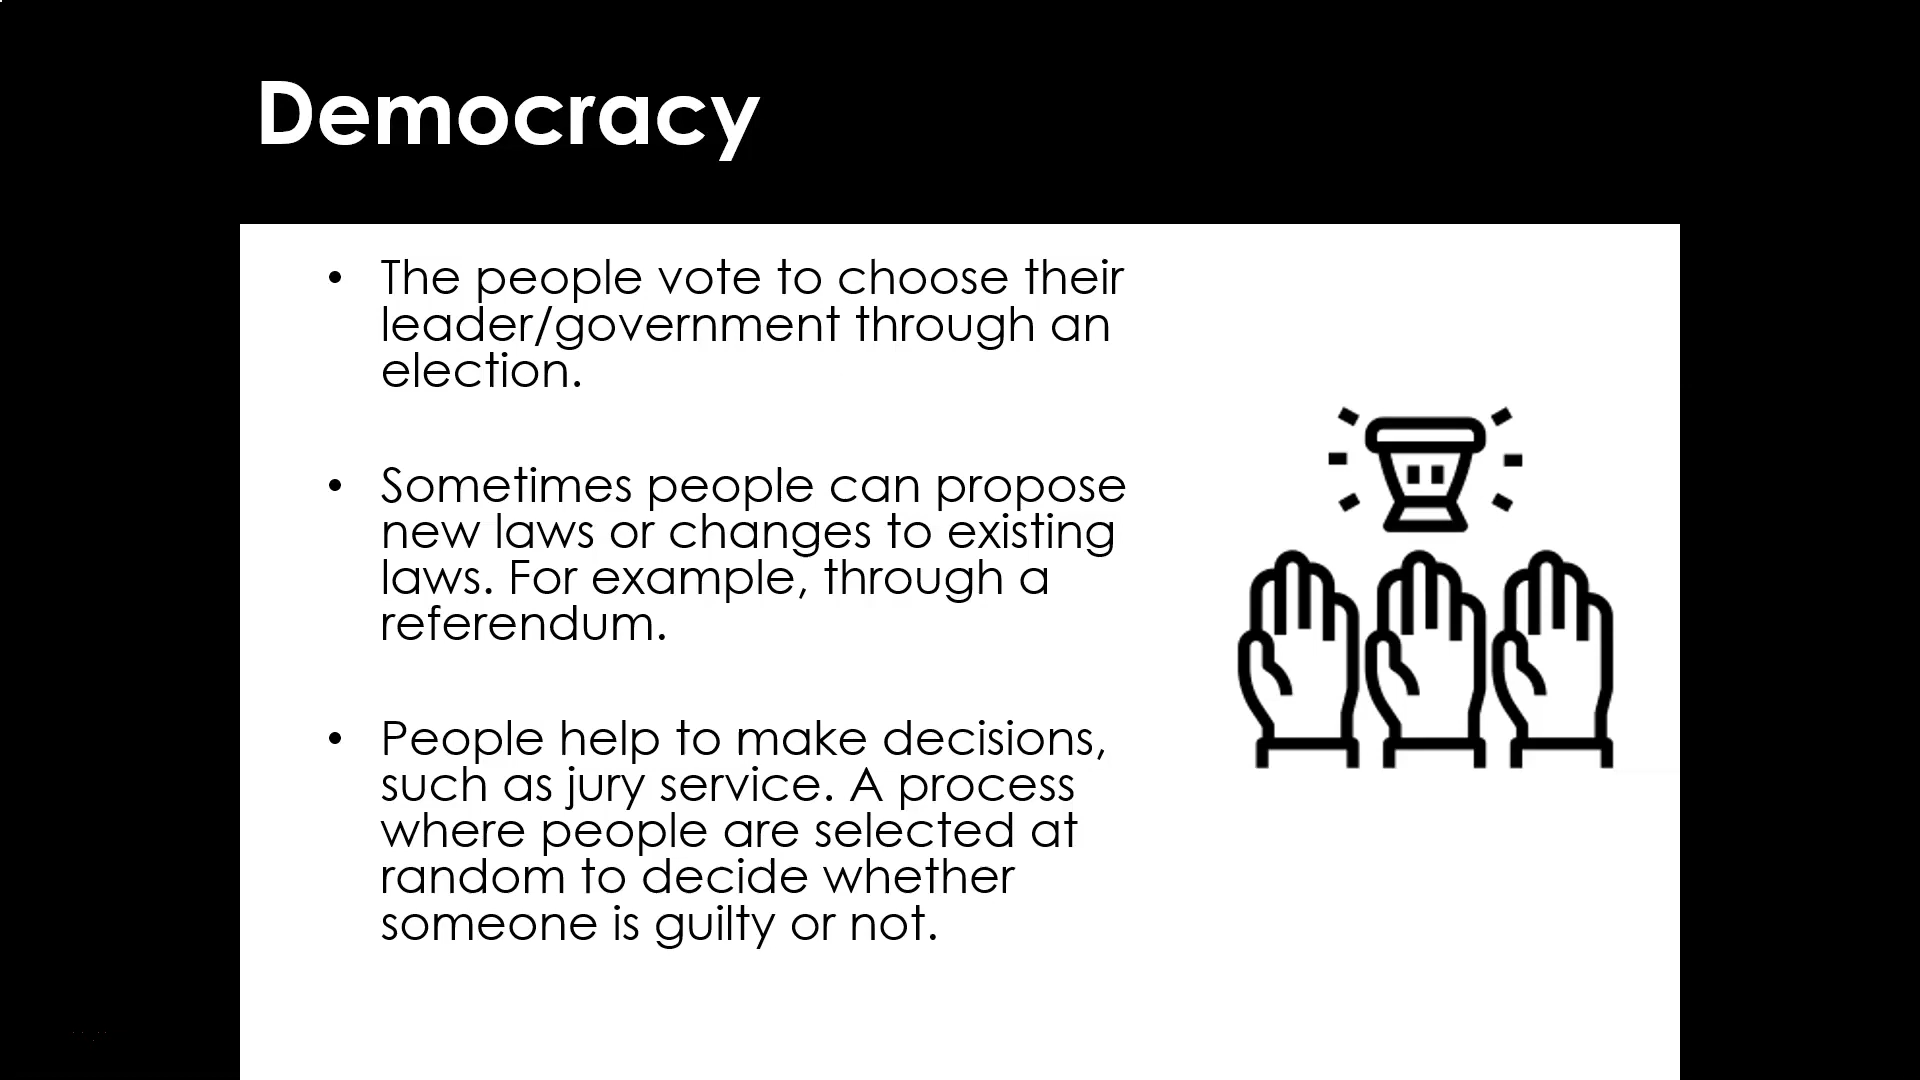 Democracy
• The people vote to choose their
leader/government through an
election.
• Sometimes people can propose
new laws or changes to existing
laws. For example, through a
referendum.
• People help to make decisions,
such as jury service. A process
where people are selected at
random to decide whether
someone is guilty or not.